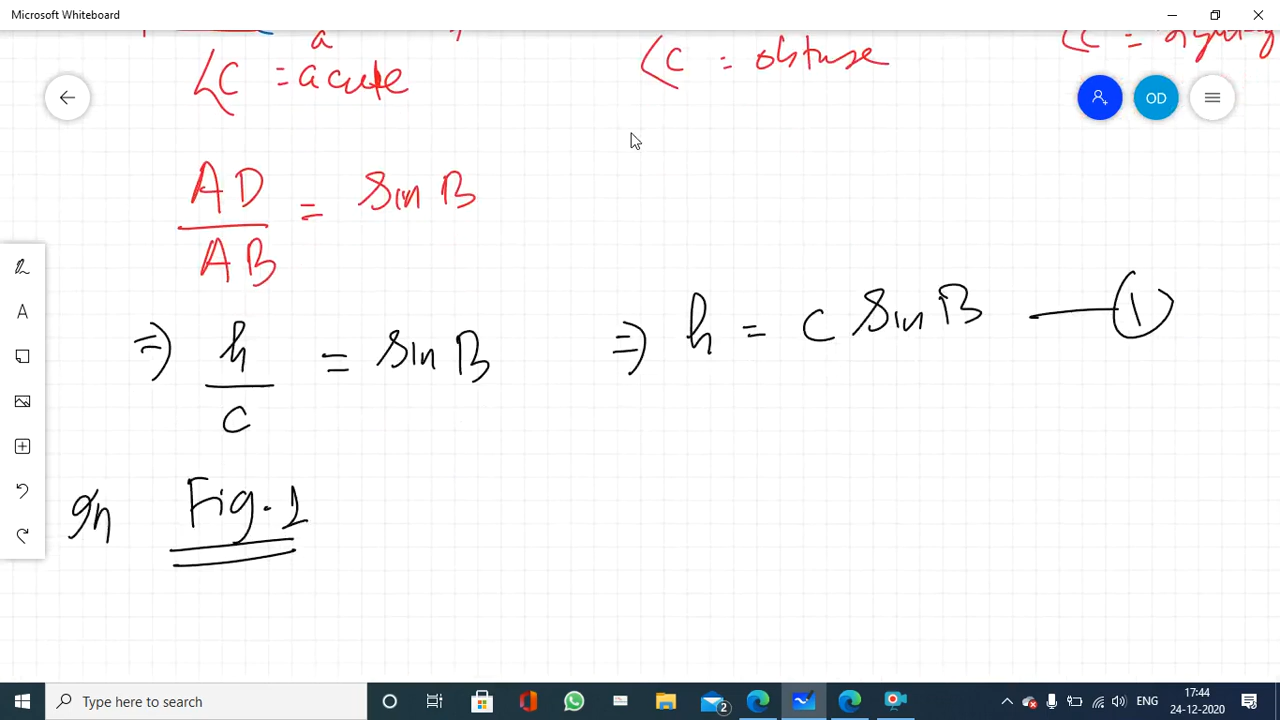 Microsoft Whiteboard
a
∠C = acute
∠C = obtuse
∠C =
OD
AD/AB = sin B
⇒ h/c = sin B ⇒ h = c sin B —— ①
In Fig. 1
Type here to search
2
ENG
17:44
24-12-2020